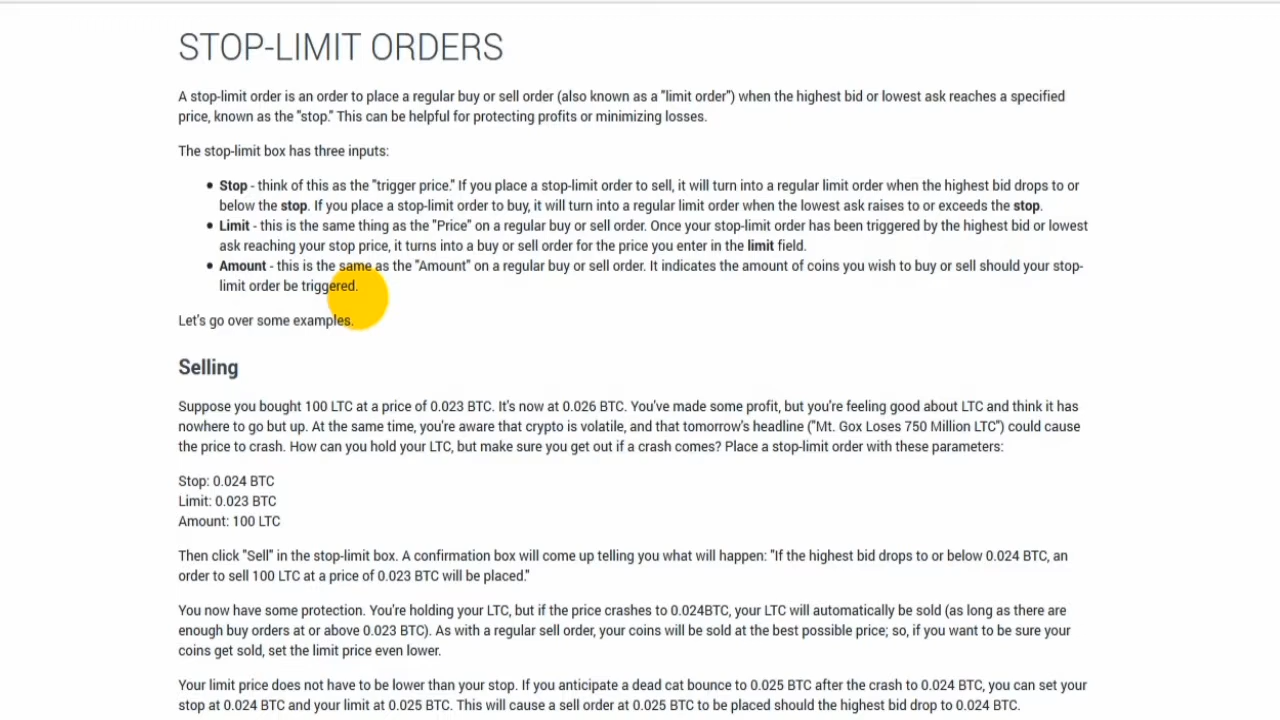 STOP-LIMIT ORDERS
A stop-limit order is an order to place a regular buy or sell order (also known as a "limit order") when the highest bid or lowest ask reaches a specified
price, known as the "stop." This can be helpful for protecting profits or minimizing losses.
The stop-limit box has three inputs:
• Stop - think of this as the "trigger price." If you place a stop-limit order to sell, it will turn into a regular limit order when the highest bid drops to or
below the stop. If you place a stop-limit order to buy, it will turn into a regular limit order when the lowest ask raises to or exceeds the stop.
• Limit - this is the same thing as the "Price" on a regular buy or sell order. Once your stop-limit order has been triggered by the highest bid or lowest
ask reaching your stop price, it turns into a buy or sell order for the price you enter in the limit field.
• Amount - this is the same as the "Amount" on a regular buy or sell order. It indicates the amount of coins you wish to buy or sell should your stop-
limit order be triggered.
Let's go over some examples.
Selling
Suppose you bought 100 LTC at a price of 0.023 BTC. It's now at 0.026 BTC. You've made some profit, but you're feeling good about LTC and think it has
nowhere to go but up. At the same time, you're aware that crypto is volatile, and that tomorrow's headline ("Mt. Gox Loses 750 Million LTC") could cause
the price to crash. How can you hold your LTC, but make sure you get out if a crash comes? Place a stop-limit order with these parameters:
Stop: 0.024 BTC
Limit: 0.023 BTC
Amount: 100 LTC
Then click "Sell" in the stop-limit box. A confirmation box will come up telling you what will happen: "If the highest bid drops to or below 0.024 BTC, an
order to sell 100 LTC at a price of 0.023 BTC will be placed."
You now have some protection. You're holding your LTC, but if the price crashes to 0.024BTC, your LTC will automatically be sold (as long as there are
enough buy orders at or above 0.023 BTC). As with a regular sell order, your coins will be sold at the best possible price; so, if you want to be sure your
coins get sold, set the limit price even lower.
Your limit price does not have to be lower than your stop. If you anticipate a dead cat bounce to 0.025 BTC after the crash to 0.024 BTC, you can set your
stop at 0.024 BTC and your limit at 0.025 BTC. This will cause a sell order at 0.025 BTC to be placed should the highest bid drop to 0.024 BTC.